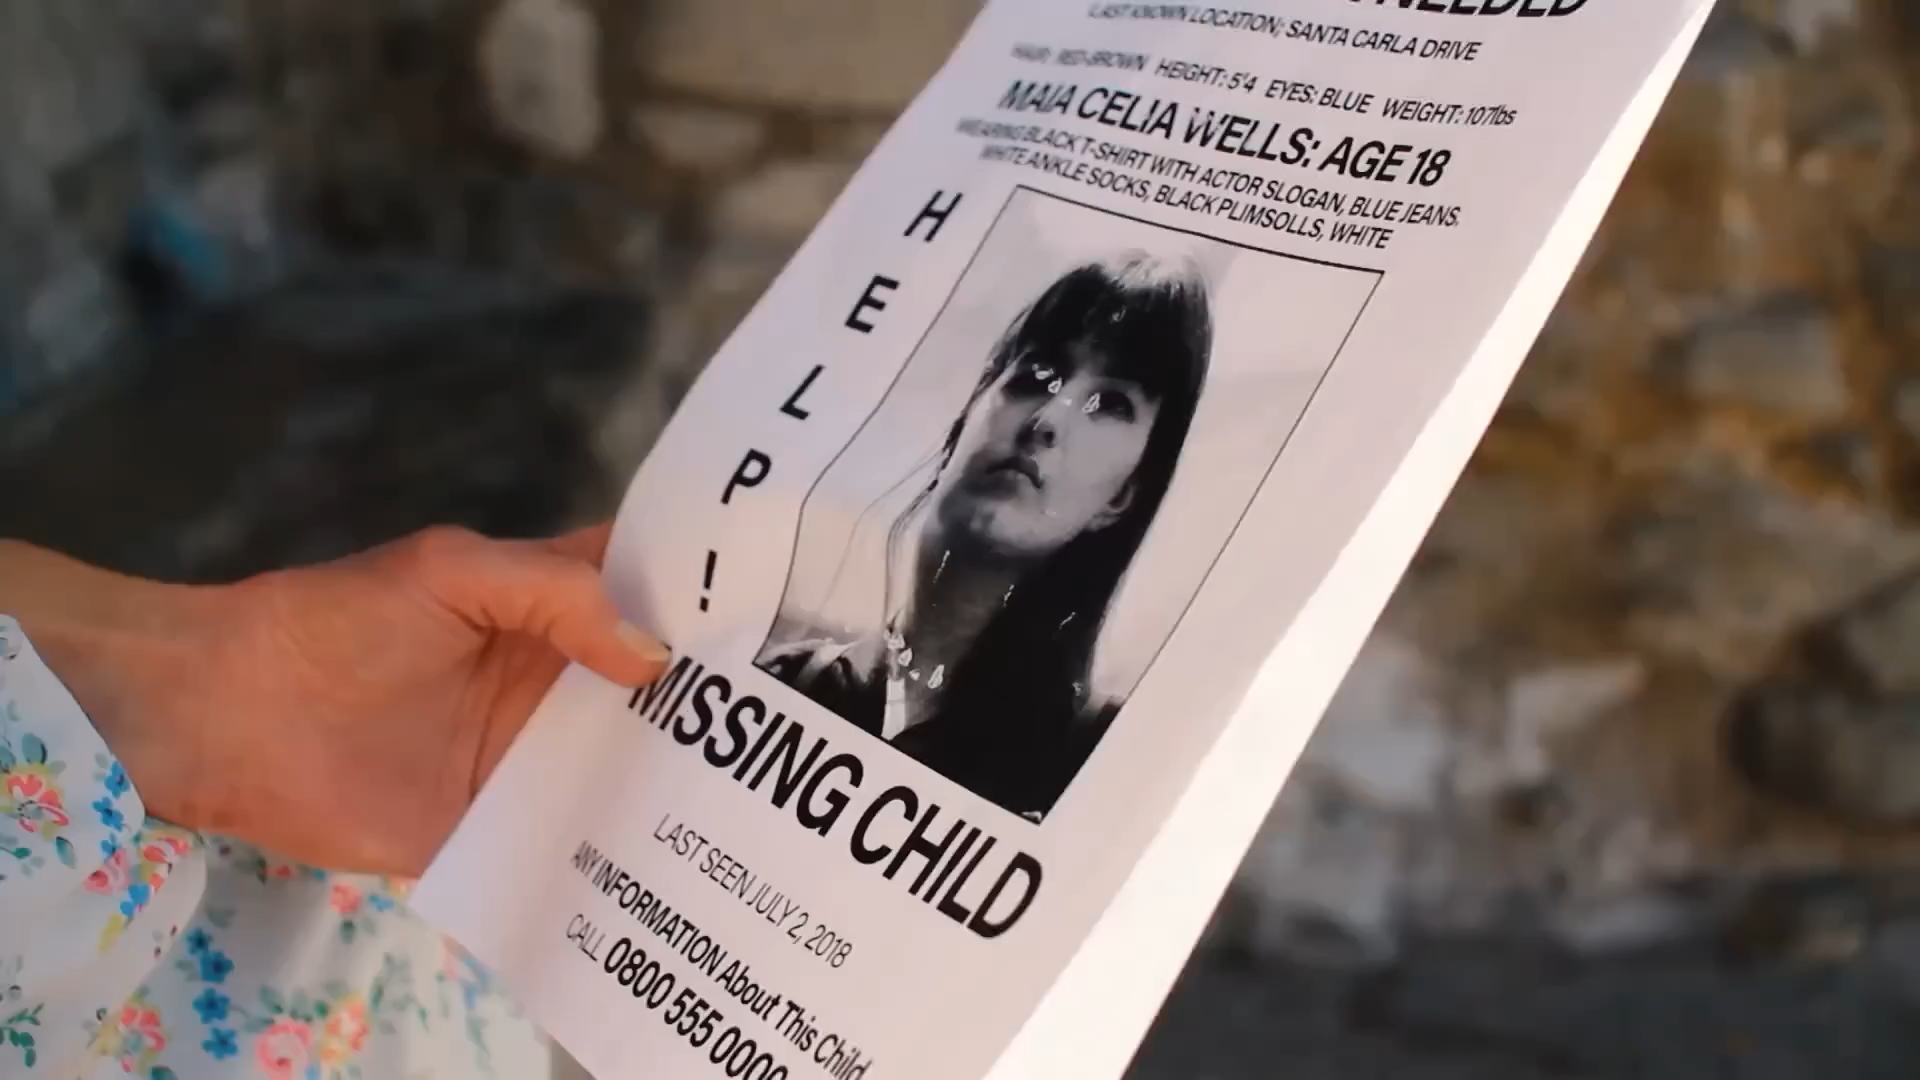 NEEDED
LAST KNOWN LOCATION; SANTA CARLA DRIVE
HAIR: RED-BROWN HEIGHT: 5'4 EYES: BLUE WEIGHT: 107lbs
MAIA CELIA WELLS: AGE 18
WEARING BLACK T-SHIRT WITH ACTOR SLOGAN, BLUE JEANS.
WHITE ANKLE SOCKS, BLACK PLIMSOLLS, WHITE
HELP!
MISSING CHILD
LAST SEEN JULY 2, 2018
ANY INFORMATION About This Child
CALL 0800 555 0000